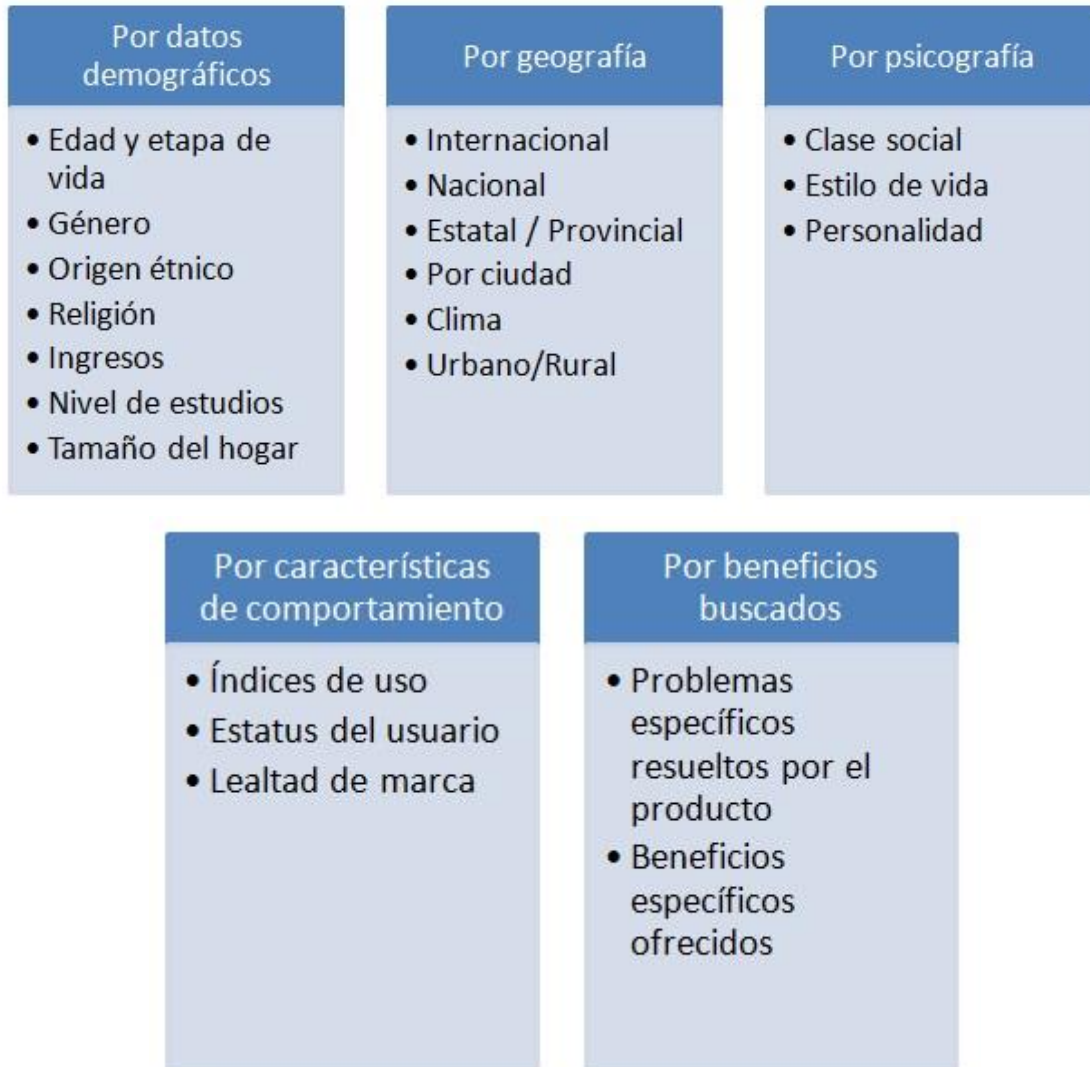 Por datos
demográficos
• Edad y etapa de
vida
• Género
• Origen étnico
• Religión
• Ingresos
• Nivel de estudios
• Tamaño del hogar
Por geografía
• Internacional
• Nacional
• Estatal / Provincial
• Por ciudad
• Clima
• Urbano/Rural
Por psicografía
• Clase social
• Estilo de vida
• Personalidad
Por características
de comportamiento
• Índices de uso
• Estatus del usuario
• Lealtad de marca
Por beneficios
buscados
• Problemas
específicos
resueltos por el
producto
• Beneficios
específicos
ofrecidos